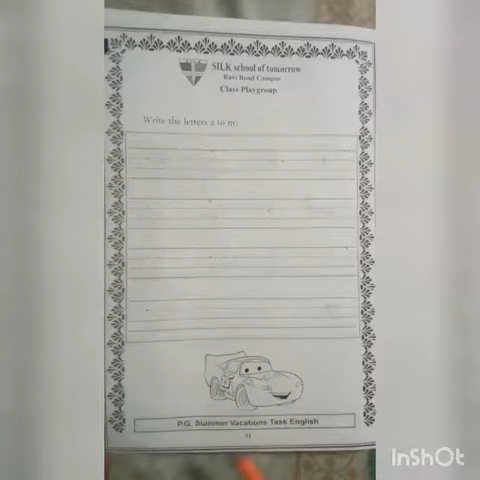 SILK school of tomorrow
Ravi Road Campus
Class Playgroup
Write the letters a to m:
P.G. Summer Vacations Task English
11
InShOt